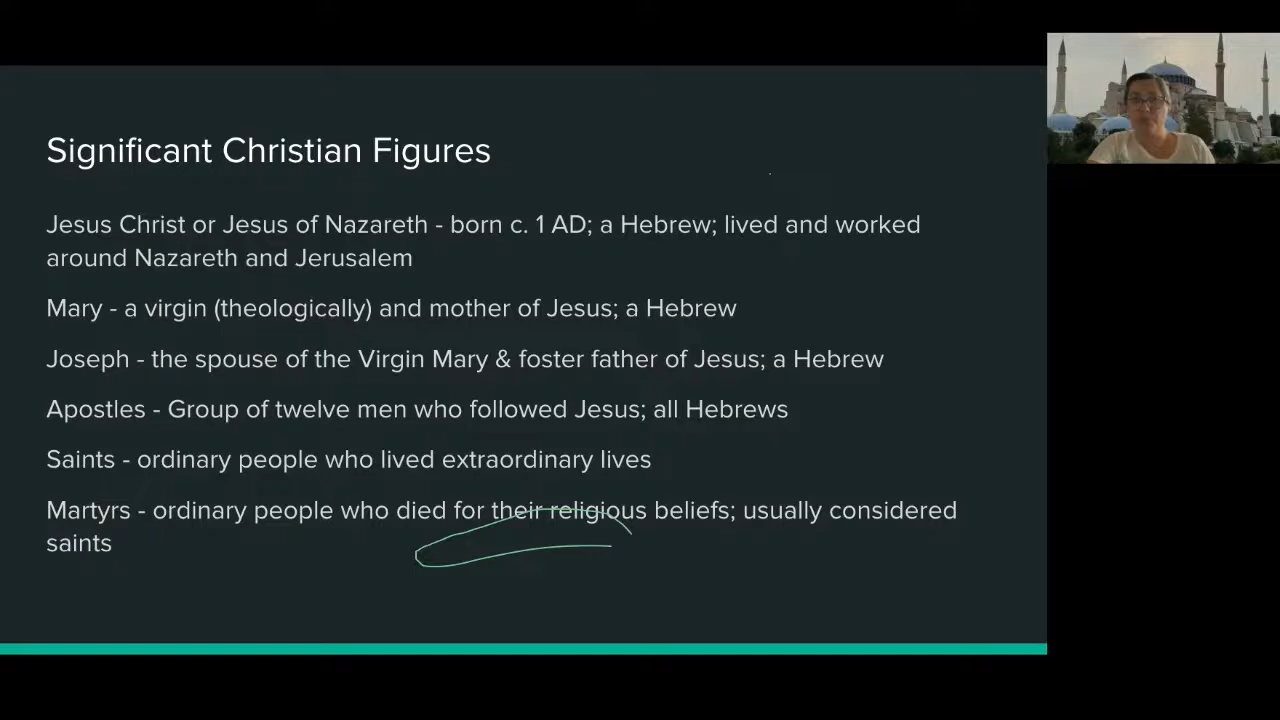 Significant Christian Figures
Jesus Christ or Jesus of Nazareth - born c. 1 AD; a Hebrew; lived and worked
around Nazareth and Jerusalem
Mary - a virgin (theologically) and mother of Jesus; a Hebrew
Joseph - the spouse of the Virgin Mary & foster father of Jesus; a Hebrew
Apostles - Group of twelve men who followed Jesus; all Hebrews
Saints - ordinary people who lived extraordinary lives
Martyrs - ordinary people who died for their religious beliefs; usually considered
saints